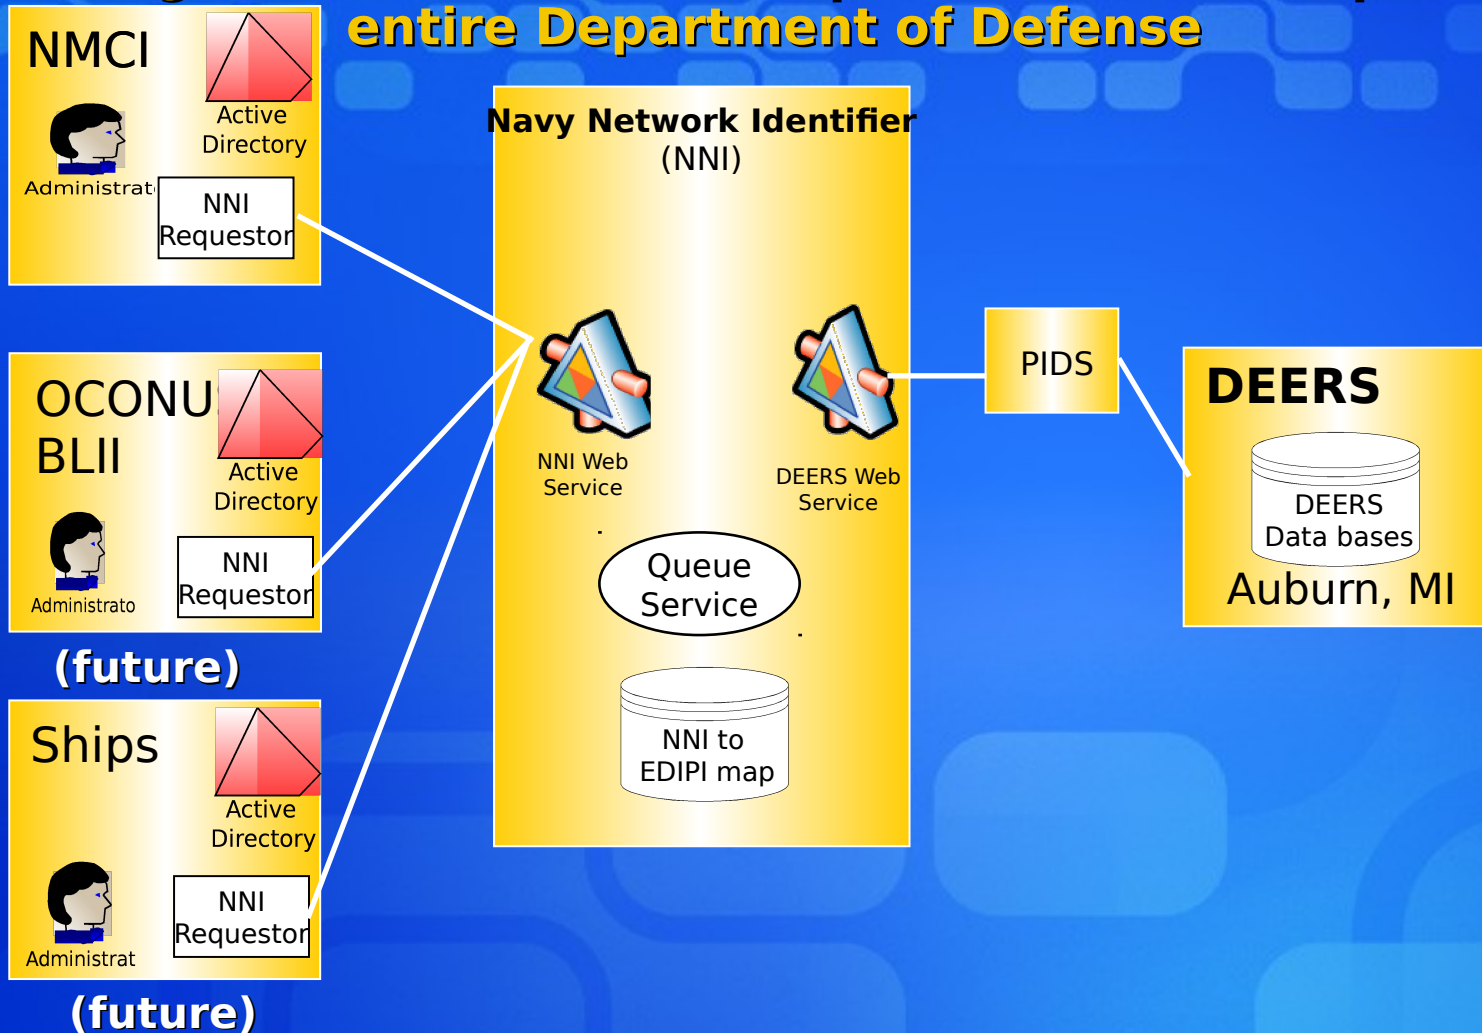 entire Department of Defense
NMCI
Active
Directory
Administrat
NNI
Requestor
OCONUS
BLII
Active
Directory
Administrato
NNI
Requestor
(future)
Ships
Active
Directory
Administrat
NNI
Requestor
(future)
Navy Network Identifier
(NNI)
NNI Web
Service
DEERS Web
Service
Queue
Service
NNI to
EDIPI map
PIDS
DEERS
DEERS
Data bases
Auburn, MI